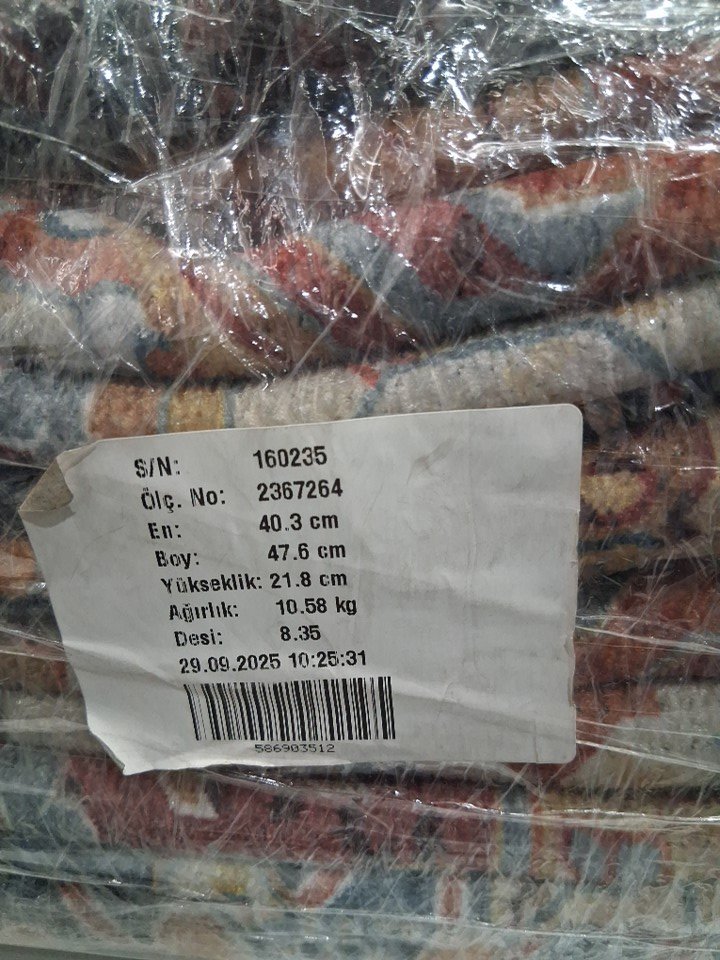 S/N: 160235
Ölç. No: 2367264
En: 40.3 cm
Boy: 47.6 cm
Yükseklik: 21.8 cm
Ağırlık: 10.58 kg
Desi: 8.35
29.09.2025 10:25:31
586903512